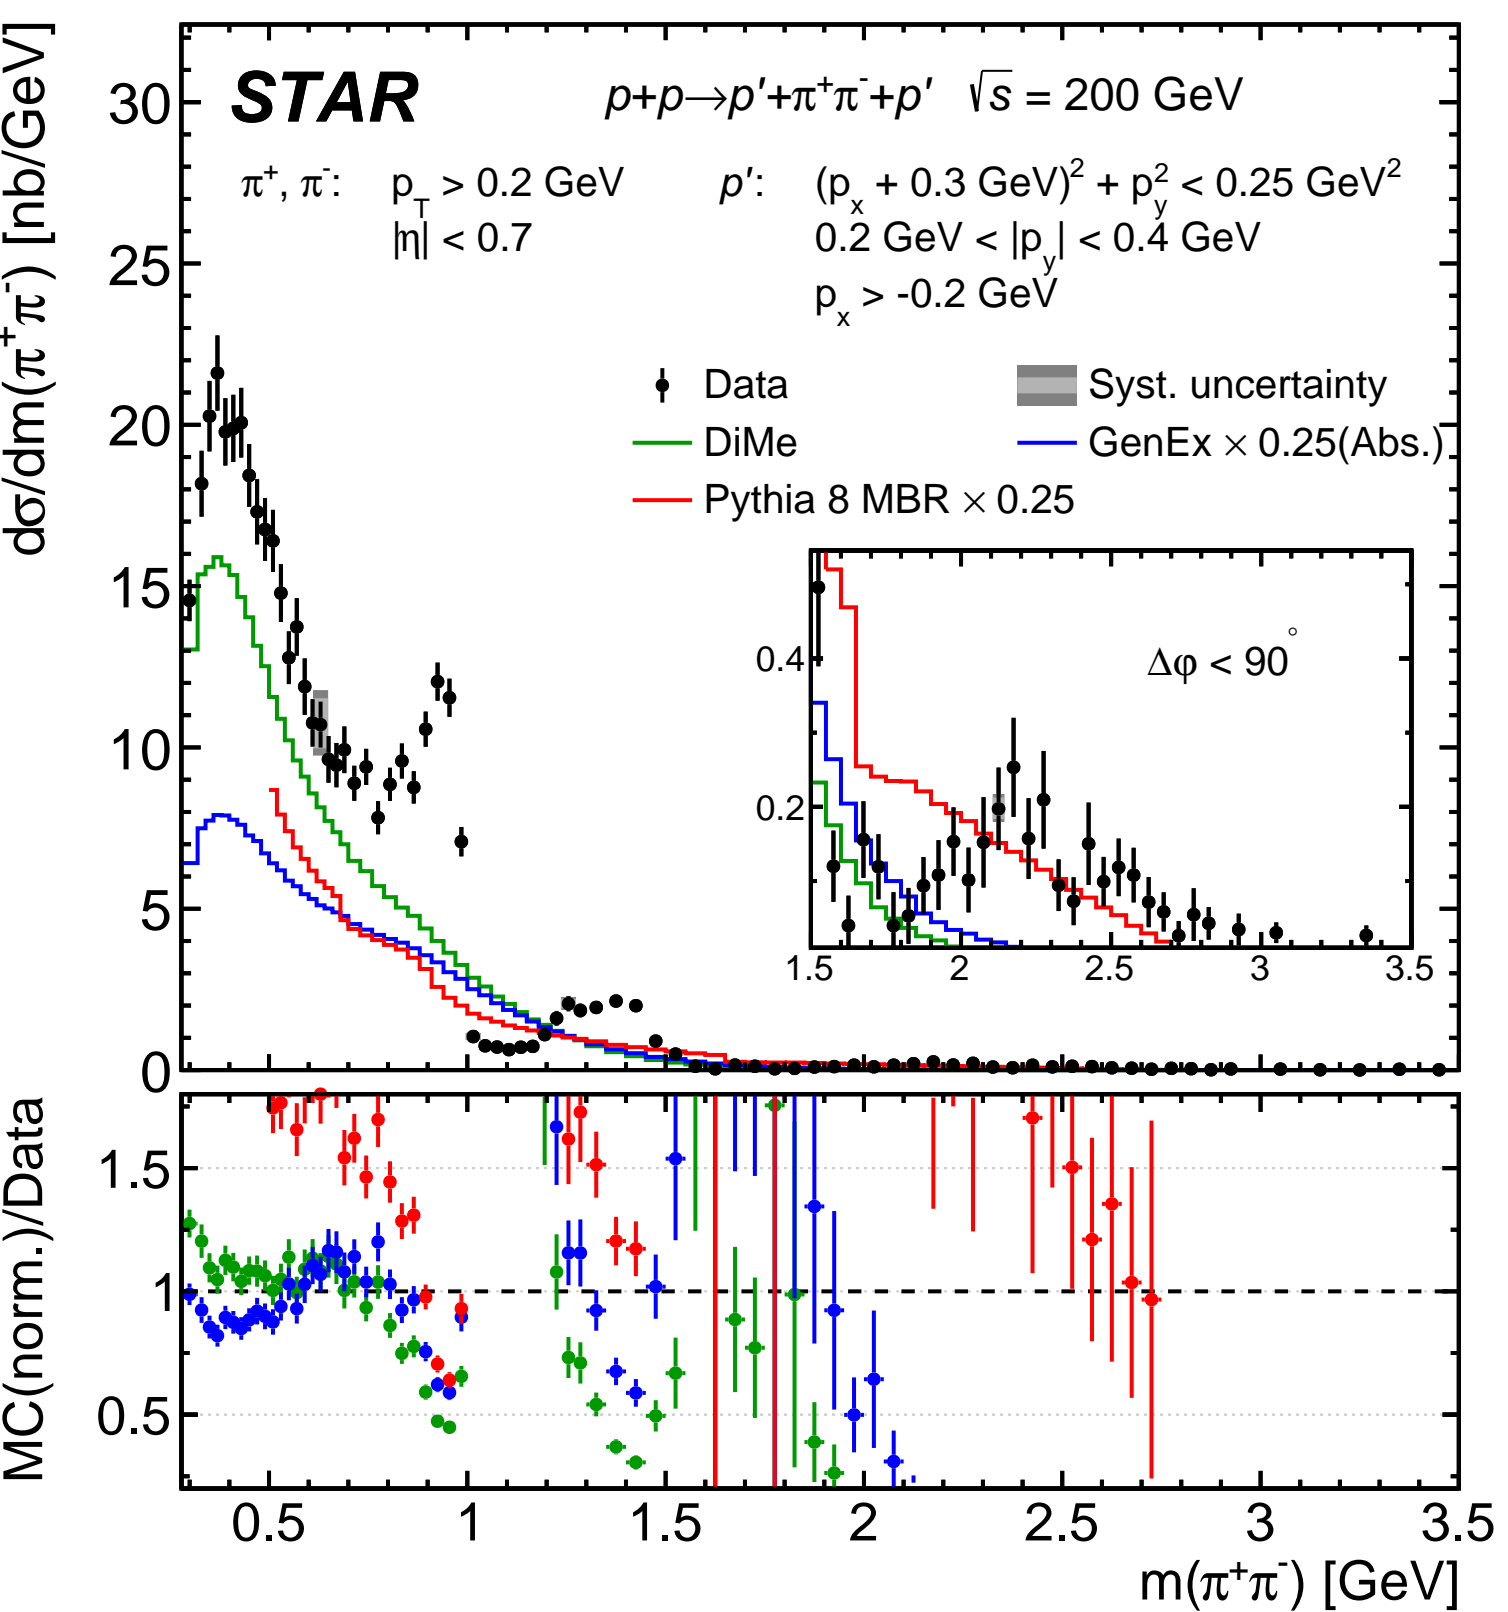 dσ/dm(π⁺π⁻) [nb/GeV]
30
25
20
15
10
5
0
STAR
p+p→p′+π⁺π⁻+p′ √s = 200 GeV
π⁺, π⁻: p_T > 0.2 GeV p′: (p_x + 0.3 GeV)² + p_y² < 0.25 GeV²
|η| < 0.7 0.2 GeV < |p_y| < 0.4 GeV
p_x > -0.2 GeV
Data Syst. uncertainty
DiMe GenEx × 0.25(Abs.)
Pythia 8 MBR × 0.25
Δφ < 90°
0.4
0.2
1.5 2 2.5 3 3.5
MC(norm.)/Data
1.5
1
0.5
0.5 1 1.5 2 2.5 3 3.5
m(π⁺π⁻) [GeV]